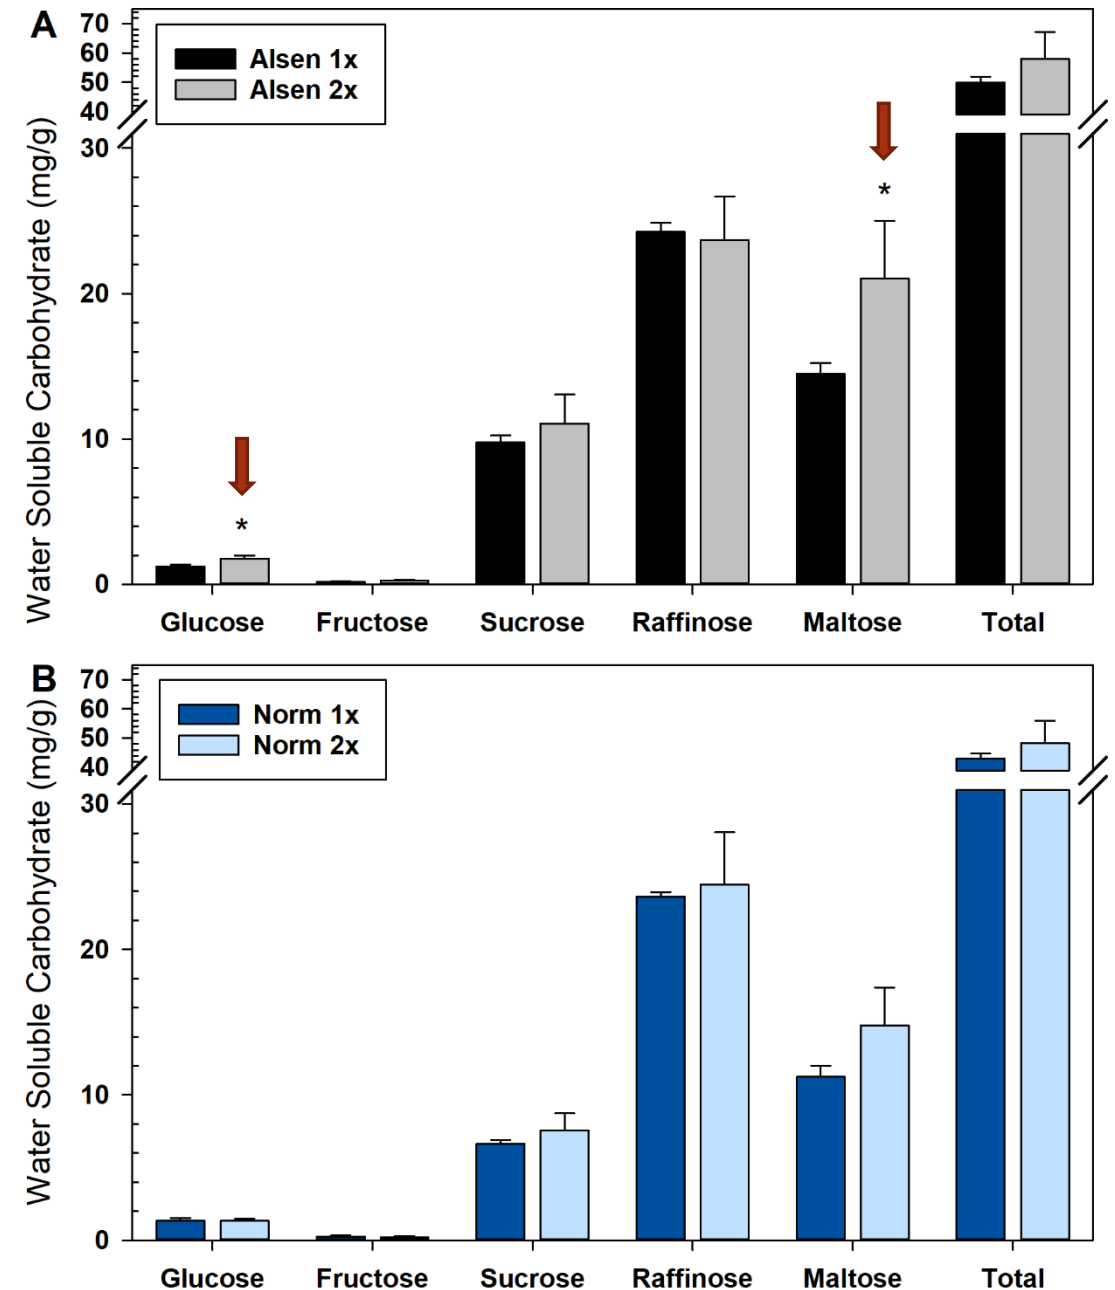 A
Water Soluble Carbohydrate (mg/g)
70
60
50
40
30
20
10
0
Alsen 1x
Alsen 2x
*
*
Glucose Fructose Sucrose Raffinose Maltose Total
B
Water Soluble Carbohydrate (mg/g)
70
60
50
40
30
20
10
0
Norm 1x
Norm 2x
Glucose Fructose Sucrose Raffinose Maltose Total